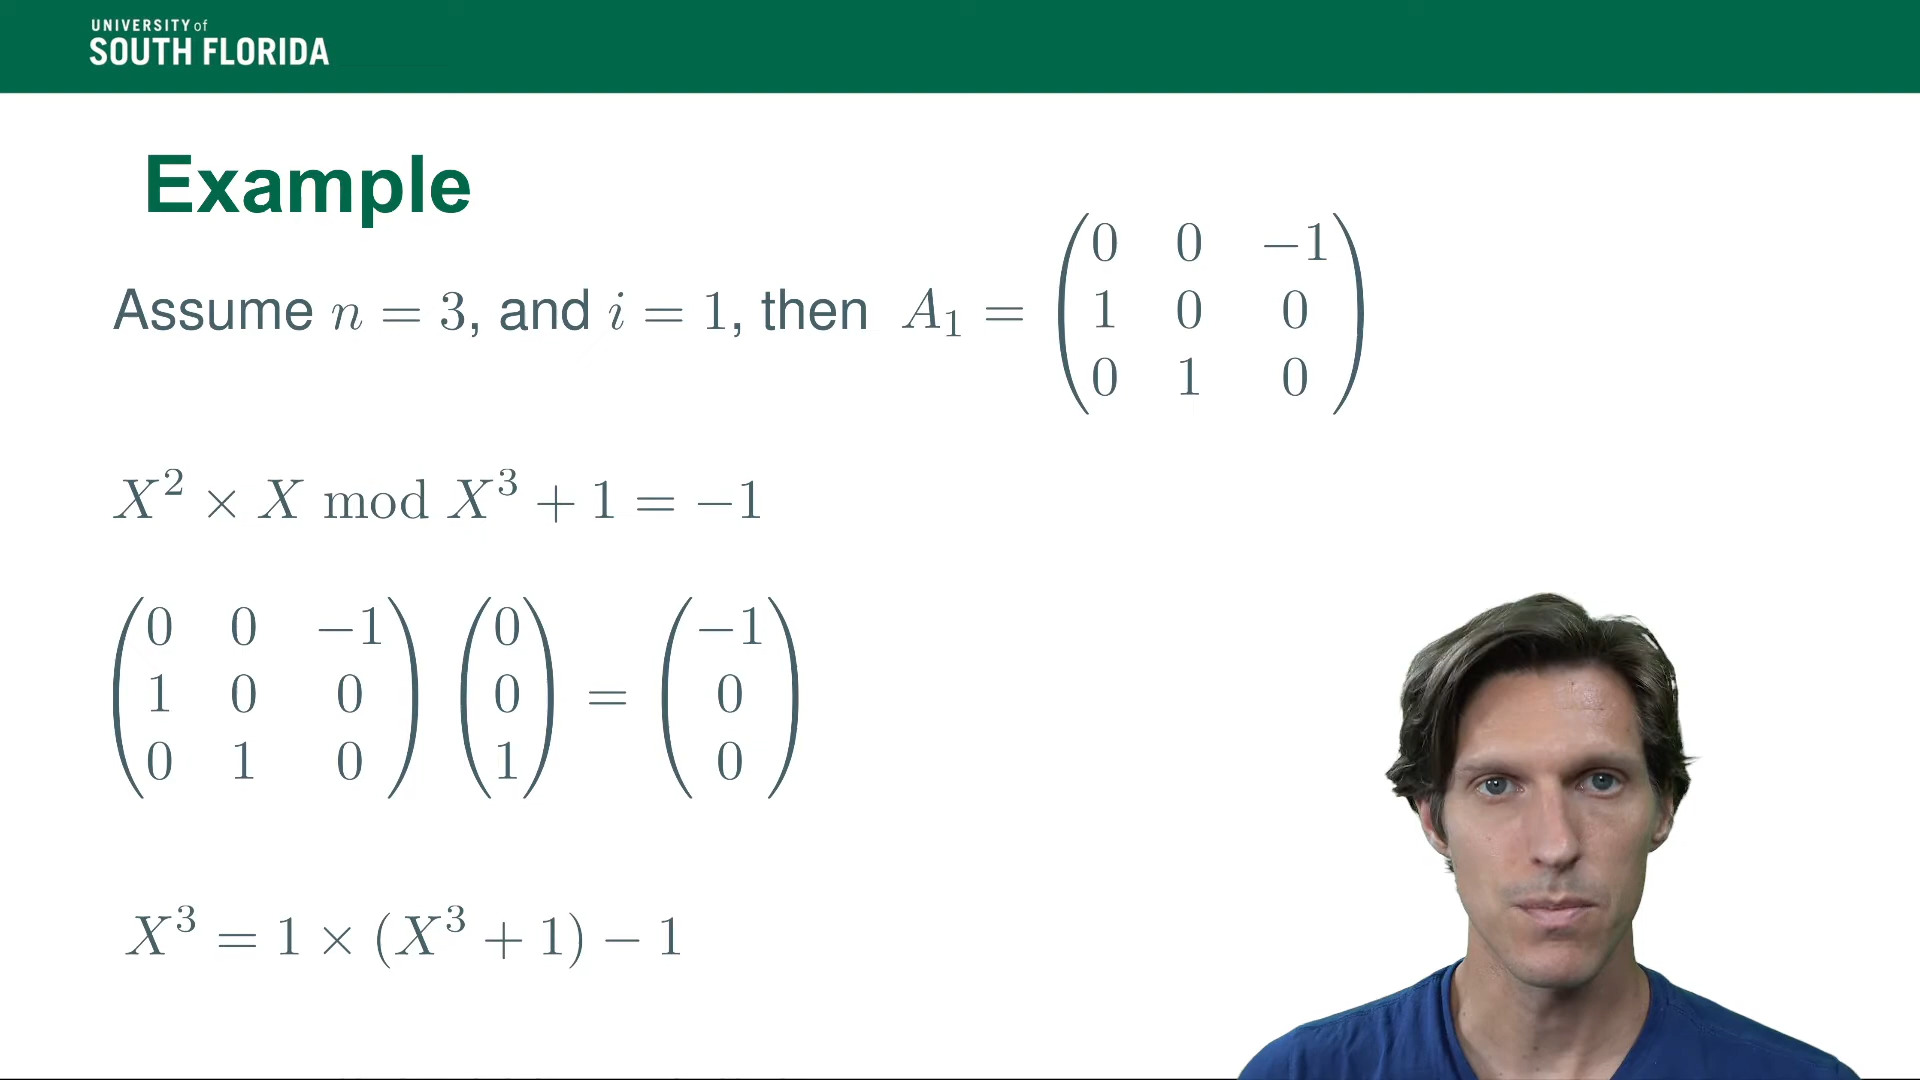 UNIVERSITY of
SOUTH FLORIDA
Example
Assume n = 3, and i = 1, then A₁ = (0 0 −1
1 0 0
0 1 0)
X² × X mod X³ + 1 = −1
(0 0 −1) (0) = (−1)
(1 0 0) (0) (0)
(0 1 0) (1) (0)
X³ = 1 × (X³ + 1) − 1